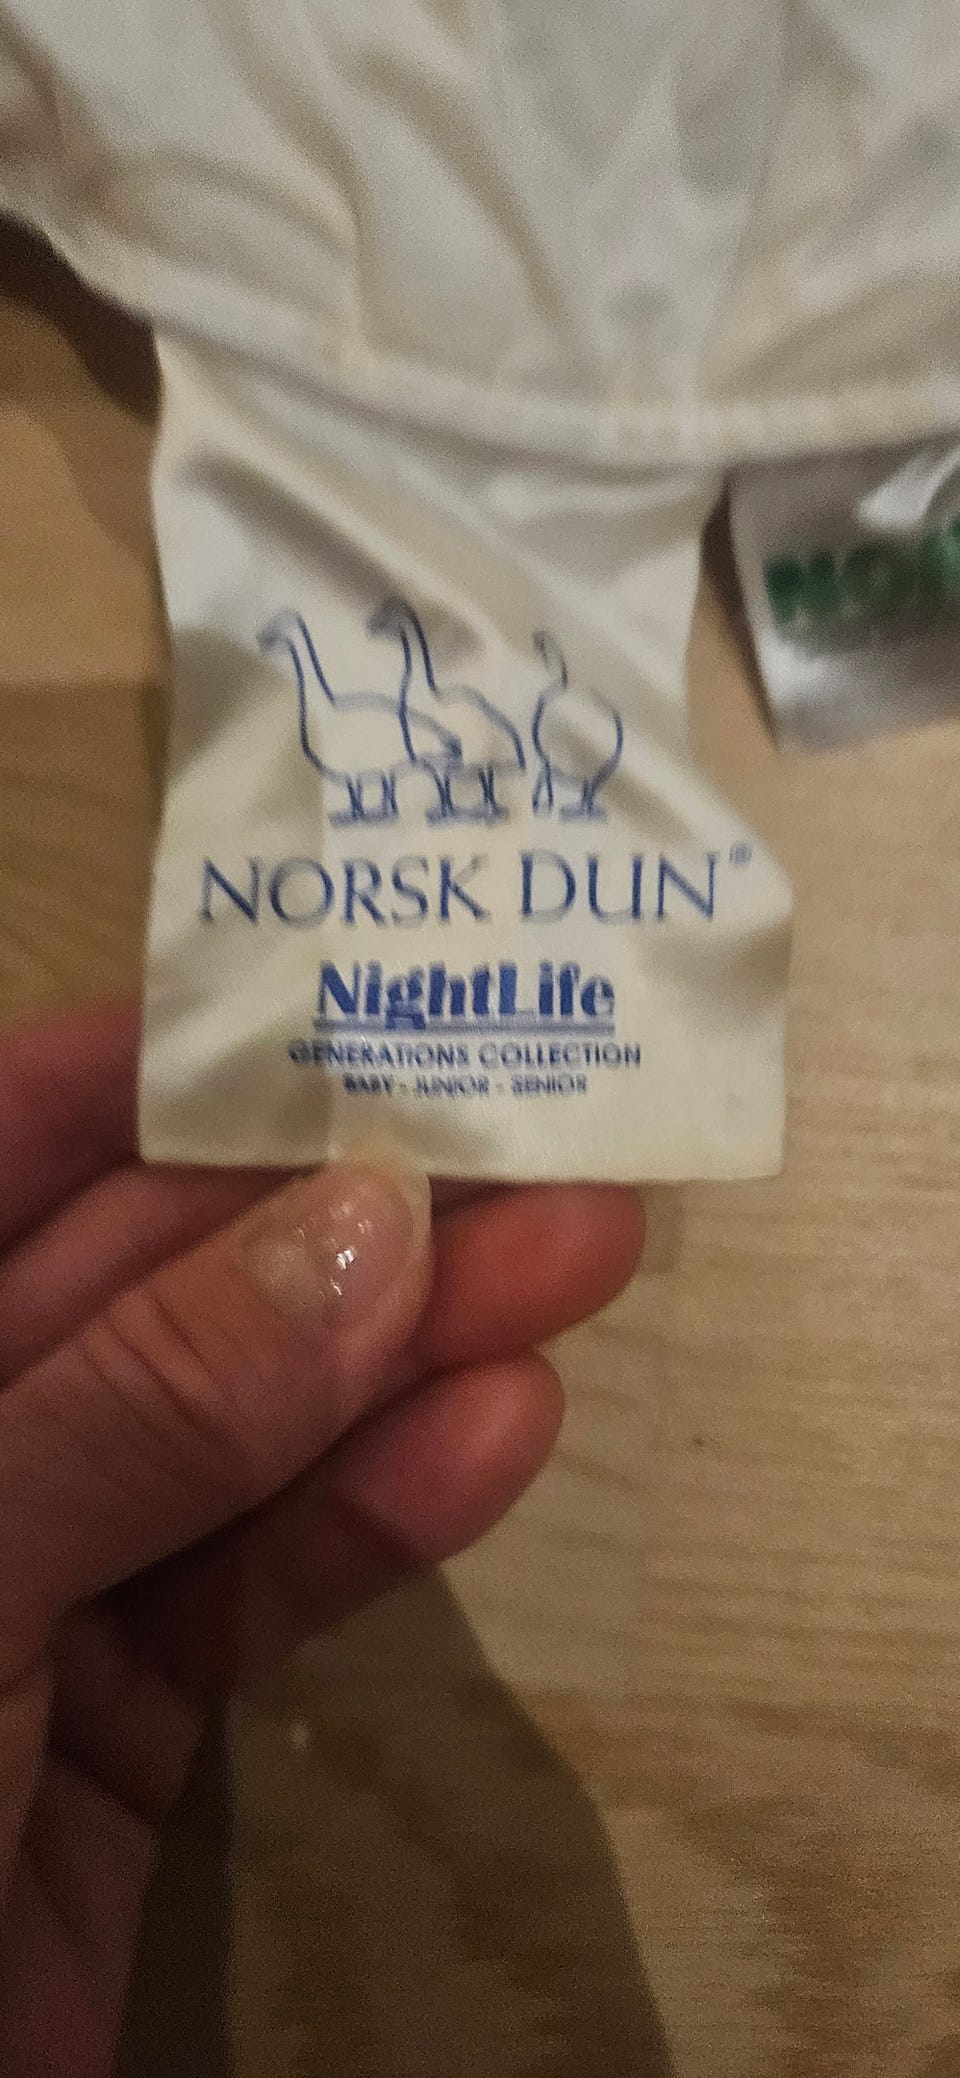 NORSK DUN®
NightLife
GENERATIONS COLLECTION
BABY - JUNIOR - SENIOR